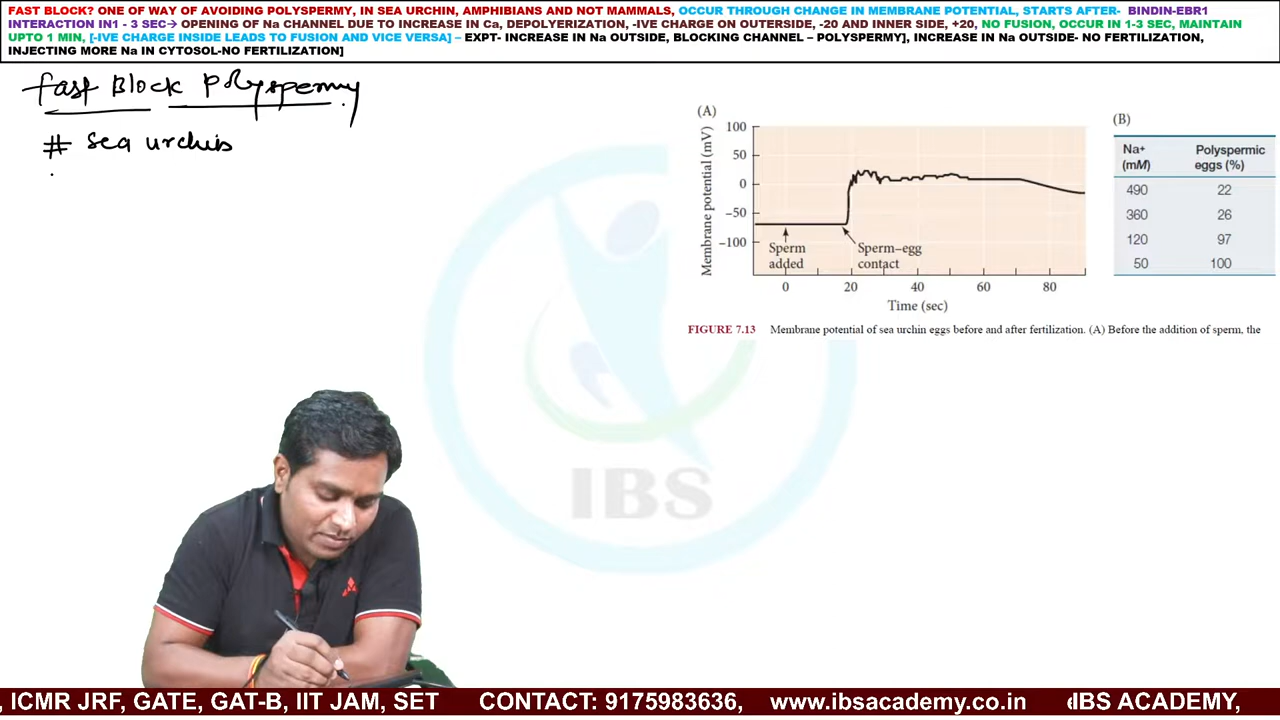 FAST BLOCK? ONE OF WAY OF AVOIDING POLYSPERMY, IN SEA URCHIN, AMPHIBIANS AND NOT MAMMALS, OCCUR THROUGH CHANGE IN MEMBRANE POTENTIAL, STARTS AFTER- BINDIN-EBR1
INTERACTION IN1 - 3 SEC→ OPENING OF Na CHANNEL DUE TO INCREASE IN Ca, DEPOLYERIZATION, -IVE CHARGE ON OUTERSIDE, -20 AND INNER SIDE, +20, NO FUSION, OCCUR IN 1-3 SEC, MAINTAIN
UPTO 1 MIN, [-IVE CHARGE INSIDE LEADS TO FUSION AND VICE VERSA] – EXPT- INCREASE IN Na OUTSIDE, BLOCKING CHANNEL – POLYSPERMY], INCREASE IN Na OUTSIDE- NO FERTILIZATION,
INJECTING MORE Na IN CYTOSOL-NO FERTILIZATION]
Fast Block Polyspermy
# Sea urchis
(A)
Membrane potential (mV)
100
50
0
−50
−100
Sperm added
Sperm–egg contact
0 20 40 60 80
Time (sec)
(B)
Na+ (mM) Polyspermic eggs (%)
490 22
360 26
120 97
50 100
FIGURE 7.13 Membrane potential of sea urchin eggs before and after fertilization. (A) Before the addition of sperm, the
IBS
, ICMR JRF, GATE, GAT-B, IIT JAM, SET CONTACT: 9175983636, www.ibsacademy.co.in IBS ACADEMY,